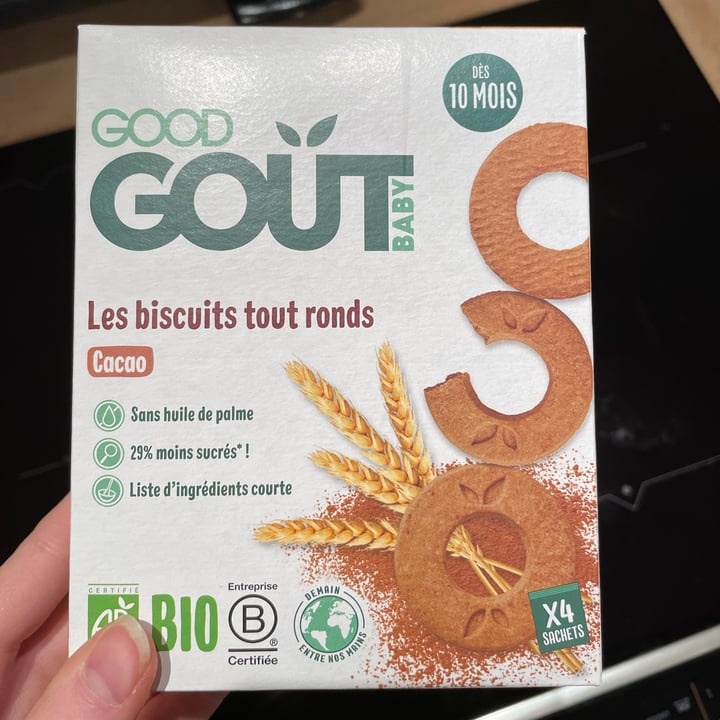 DÈS
10 MOIS
GOOD
GOÛT
BABY
Les biscuits tout ronds
Cacao
Sans huile de palme
29% moins sucrés* !
Liste d'ingrédients courte
CERTIFIÉ
AB
BIO
Entreprise
B
®
Certifiée
DEMAIN
ENTRE NOS MAINS
X4
SACHETS